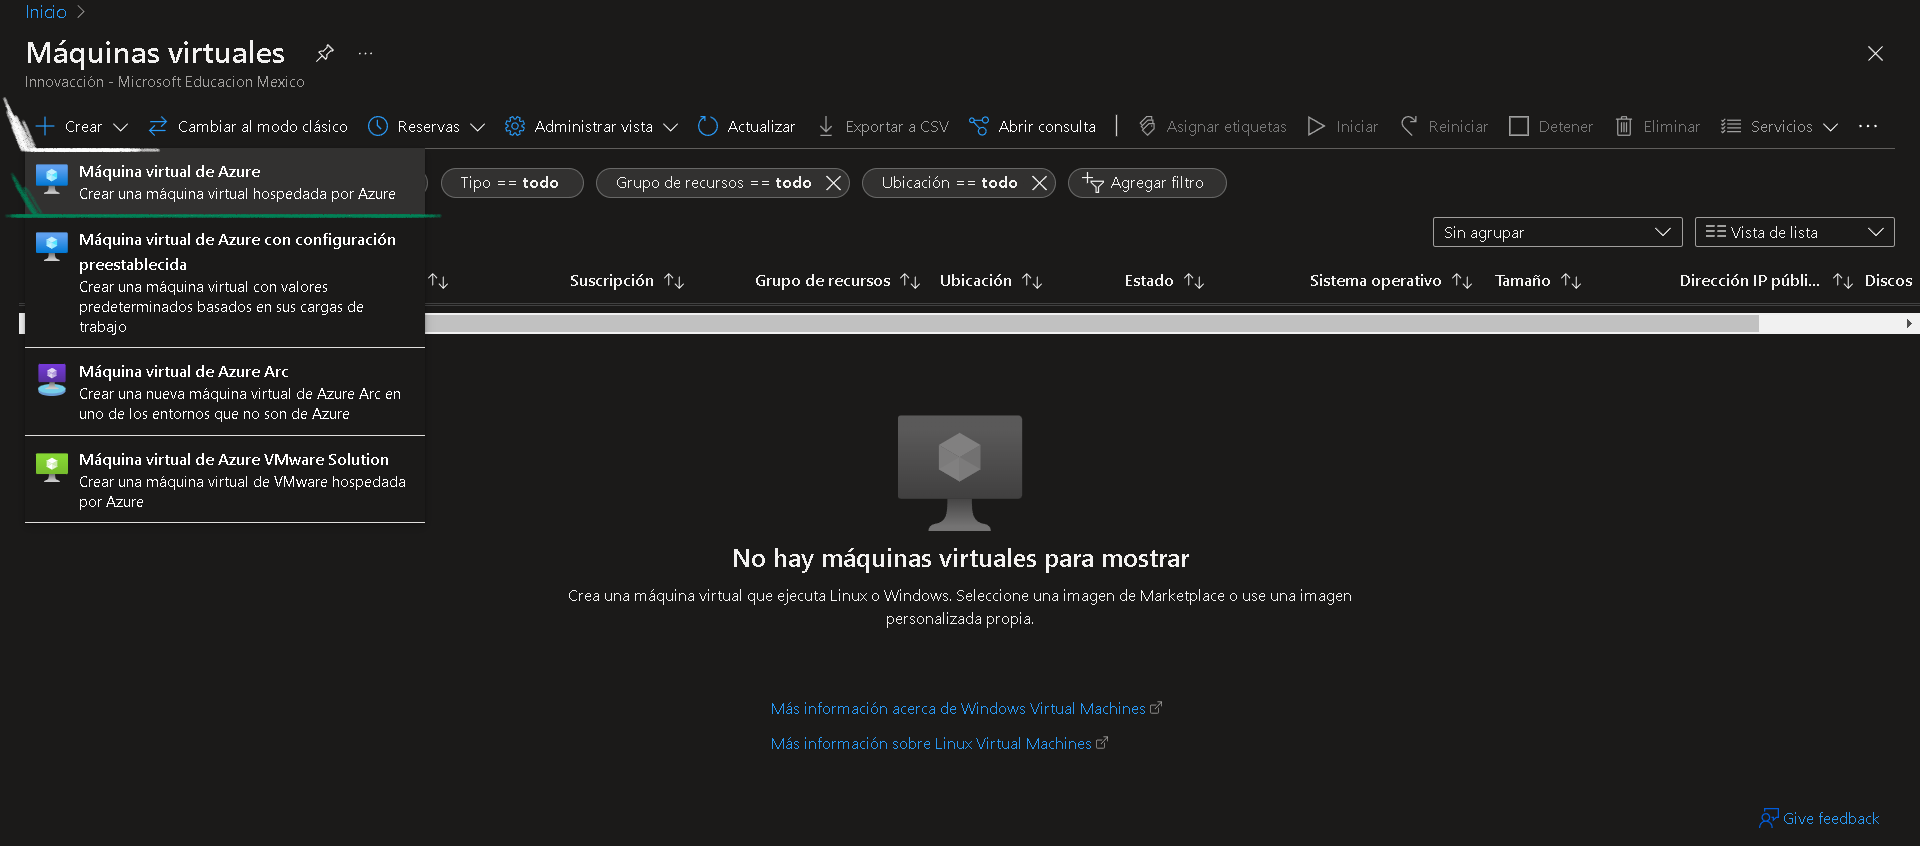 Inicio
Máquinas virtuales
Innovacción - Microsoft Educacion Mexico
Crear Cambiar al modo clásico Reservas Administrar vista Actualizar Exportar a CSV Abrir consulta Asignar etiquetas Iniciar Reiniciar Detener Eliminar Servicios
Máquina virtual de Azure
Crear una máquina virtual hospedada por Azure
Tipo == todo Grupo de recursos == todo Ubicación == todo Agregar filtro
Máquina virtual de Azure con configuración
preestablecida
Crear una máquina virtual con valores
predeterminados basados en sus cargas de
trabajo
Máquina virtual de Azure Arc
Crear una nueva máquina virtual de Azure Arc en
uno de los entornos que no son de Azure
Máquina virtual de Azure VMware Solution
Crear una máquina virtual de VMware hospedada
por Azure
Sin agrupar Vista de lista
Suscripción Grupo de recursos Ubicación Estado Sistema operativo Tamaño Dirección IP públi... Discos
No hay máquinas virtuales para mostrar
Crea una máquina virtual que ejecuta Linux o Windows. Seleccione una imagen de Marketplace o use una imagen
personalizada propia.
Más información acerca de Windows Virtual Machines
Más información sobre Linux Virtual Machines
Give feedback